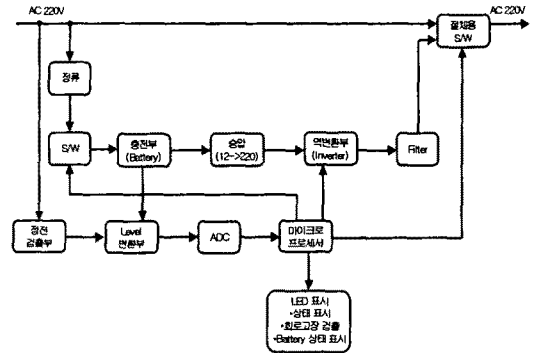 AC 220V
AC 220V
절체용
S/W
정류
S/W
충전부
(Battery)
승압
(12->220)
역변환부
(Inverter)
Filter
정전
검출부
Level
변환부
ADC
마이크로
프로세서
LED 표시
•상태 표시
•회로고장 검출
•Battery 상태 표시